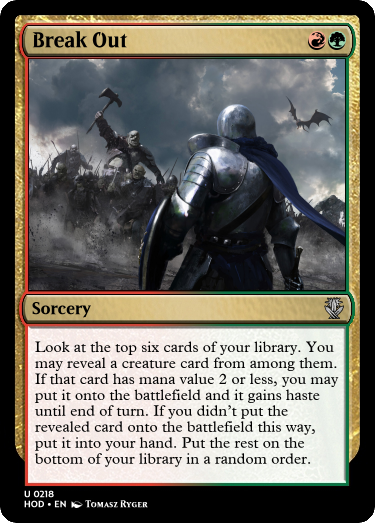 Break Out
Sorcery
Look at the top six cards of your library. You
may reveal a creature card from among them.
If that card has mana value 2 or less, you may
put it onto the battlefield and it gains haste
until end of turn. If you didn't put the
revealed card onto the battlefield this way,
put it into your hand. Put the rest on the
bottom of your library in a random order.
U 0218
HOD • EN Tomasz Ryger